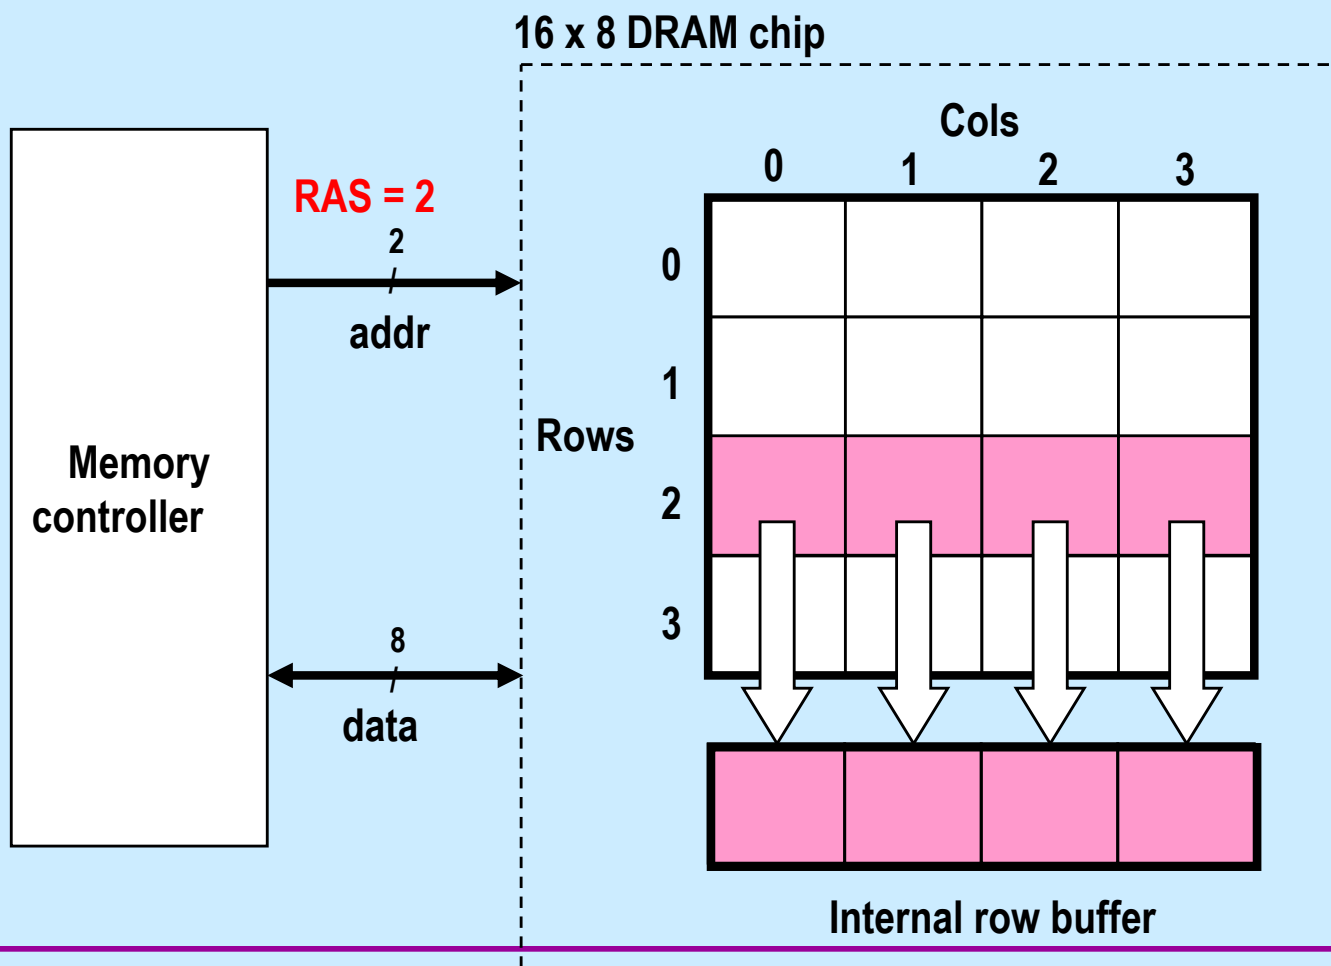 16 x 8 DRAM chip
Cols
0 1 2 3
RAS = 2
2
addr
0
1
Rows
2
3
Memory
controller
8
data
Internal row buffer